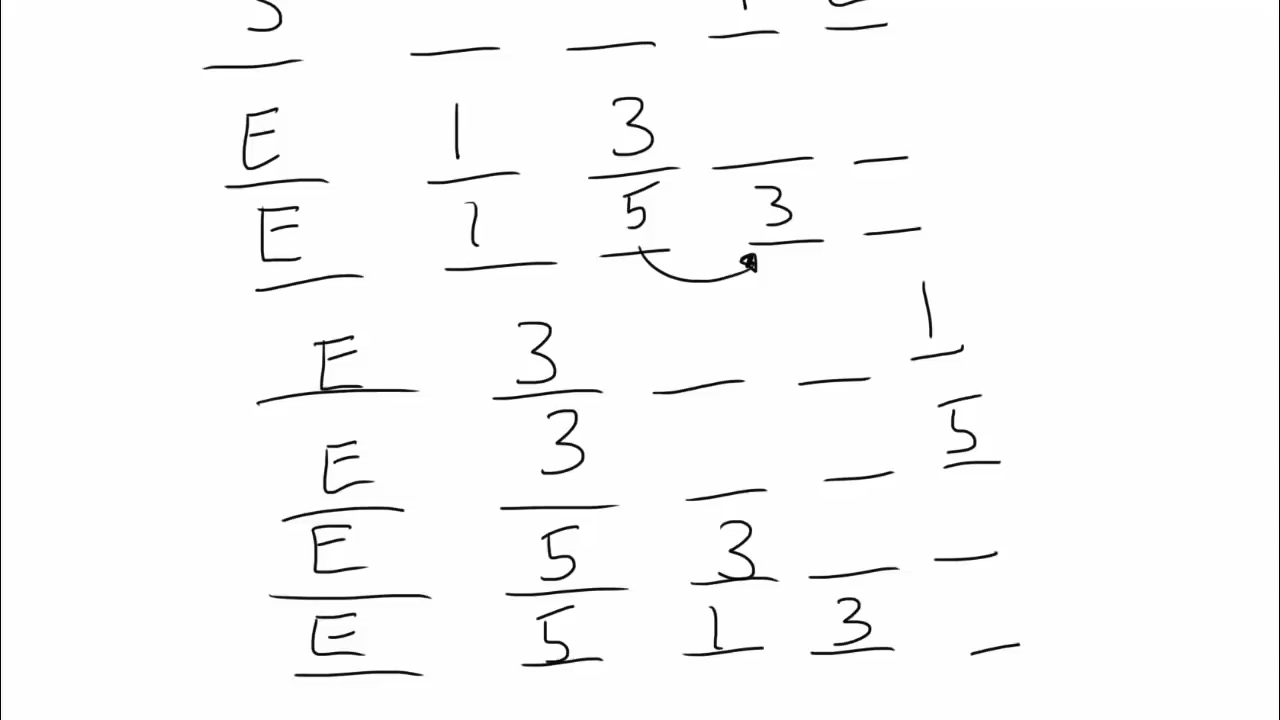 E 1 3 _ _
E 1 5 3 _
E 3 _ _ 1
E 3 _ _ 5
E 5 3 _ _
E 5 1 3 _